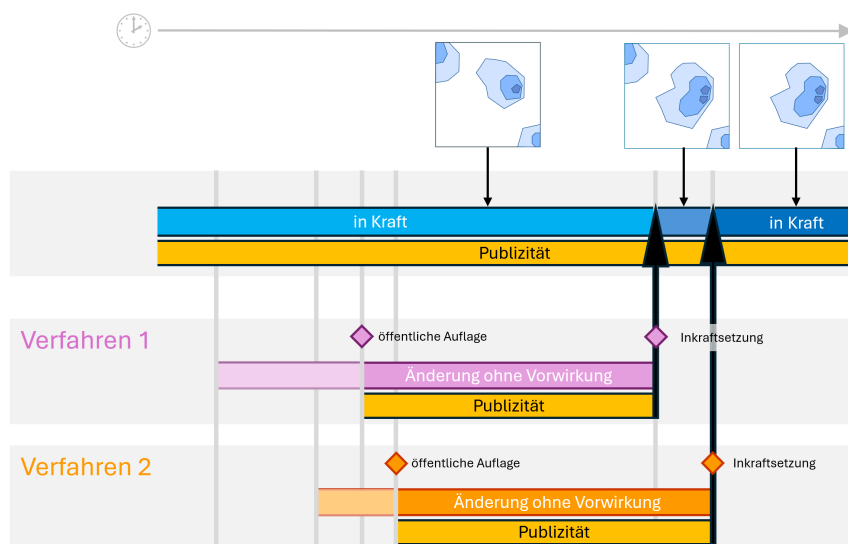 in Kraft
in Kraft
Publizität
Verfahren 1
öffentliche Auflage
Inkraftsetzung
Änderung ohne Vorwirkung
Publizität
Verfahren 2
öffentliche Auflage
Inkraftsetzung
Änderung ohne Vorwirkung
Publizität